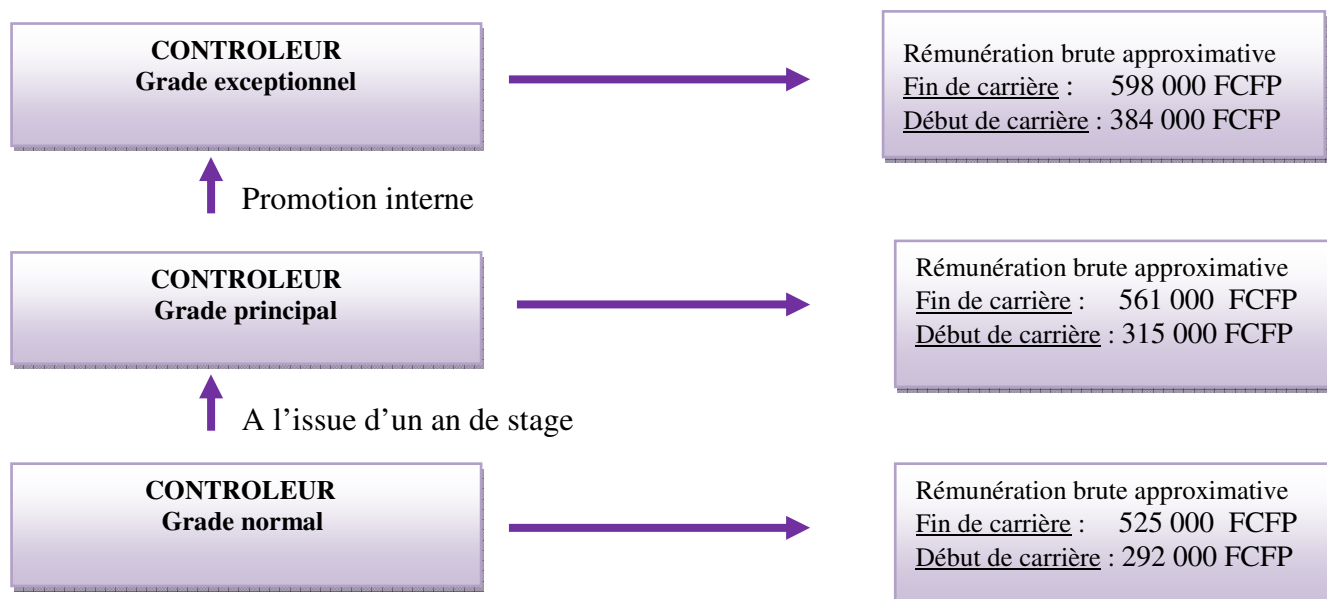 CONTROLEUR
Grade exceptionnel
Rémunération brute approximative
Fin de carrière : 598 000 FCFP
Début de carrière : 384 000 FCFP
Promotion interne
CONTROLEUR
Grade principal
Rémunération brute approximative
Fin de carrière : 561 000 FCFP
Début de carrière : 315 000 FCFP
A l’issue d’un an de stage
CONTROLEUR
Grade normal
Rémunération brute approximative
Fin de carrière : 525 000 FCFP
Début de carrière : 292 000 FCFP